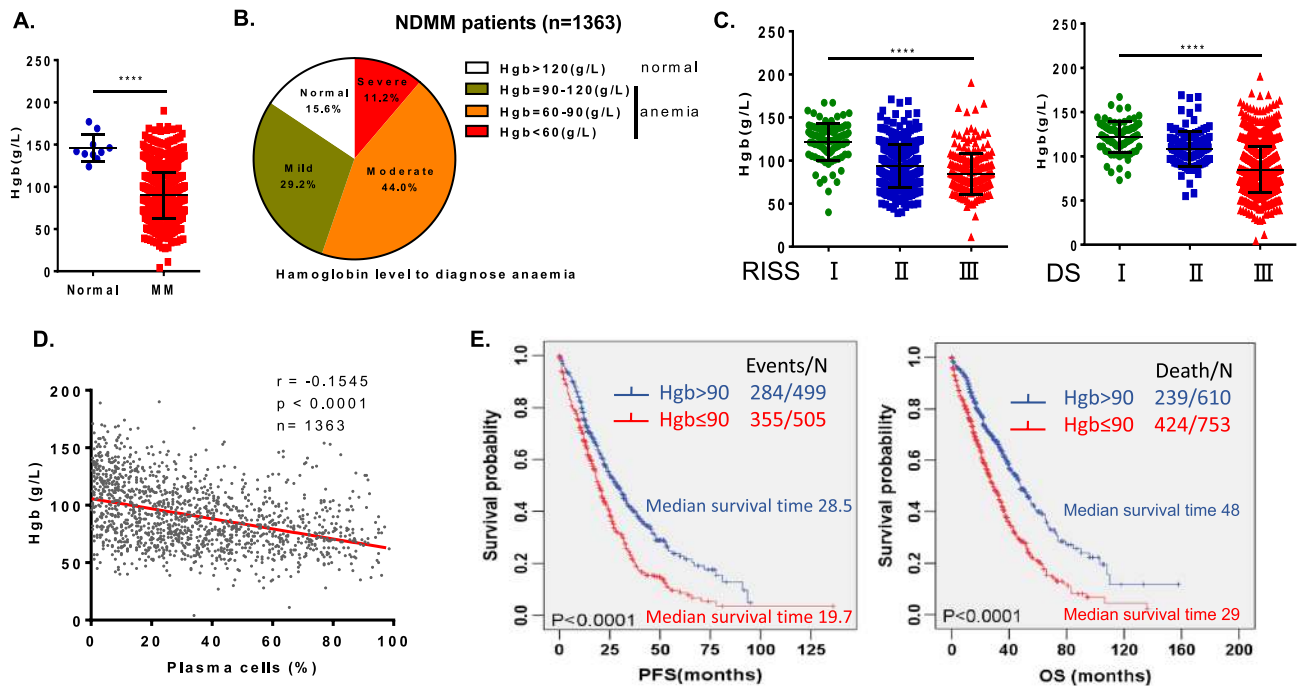 A.
Hgb(g/L)
250
200
150
100
50
0
****
Normal
MM
B.
NDMM patients (n=1363)
Normal
15.6%
Severe
11.2%
Mild
29.2%
Moderate
44.0%
Hgb>120(g/L)
Hgb=90-120(g/L)
Hgb=60-90(g/L)
Hgb<60(g/L)
normal
anemia
Hamoglobin level to diagnose anaemia
C.
Hgb (g/L)
250
200
150
100
50
0
****
RISS
I
II
III
Hgb (g/L)
250
200
150
100
50
0
****
DS
I
II
III
D.
Hgb (g/L)
200
150
100
50
0
r = -0.1545
p < 0.0001
n= 1363
0
20
40
60
80
100
Plasma cells (%)
E.
Survival probability
1.0
0.8
0.6
0.4
0.2
0.0
Events/N
Hgb>90 284/499
Hgb≤90 355/505
Median survival time 28.5
Median survival time 19.7
P<0.0001
0
25
50
75
100
125
PFS(months)
Survival probability
1.0
0.8
0.6
0.4
0.2
0.0
Death/N
Hgb>90 239/610
Hgb≤90 424/753
Median survival time 48
Median survival time 29
P<0.0001
0
40
80
120
160
200
OS (months)